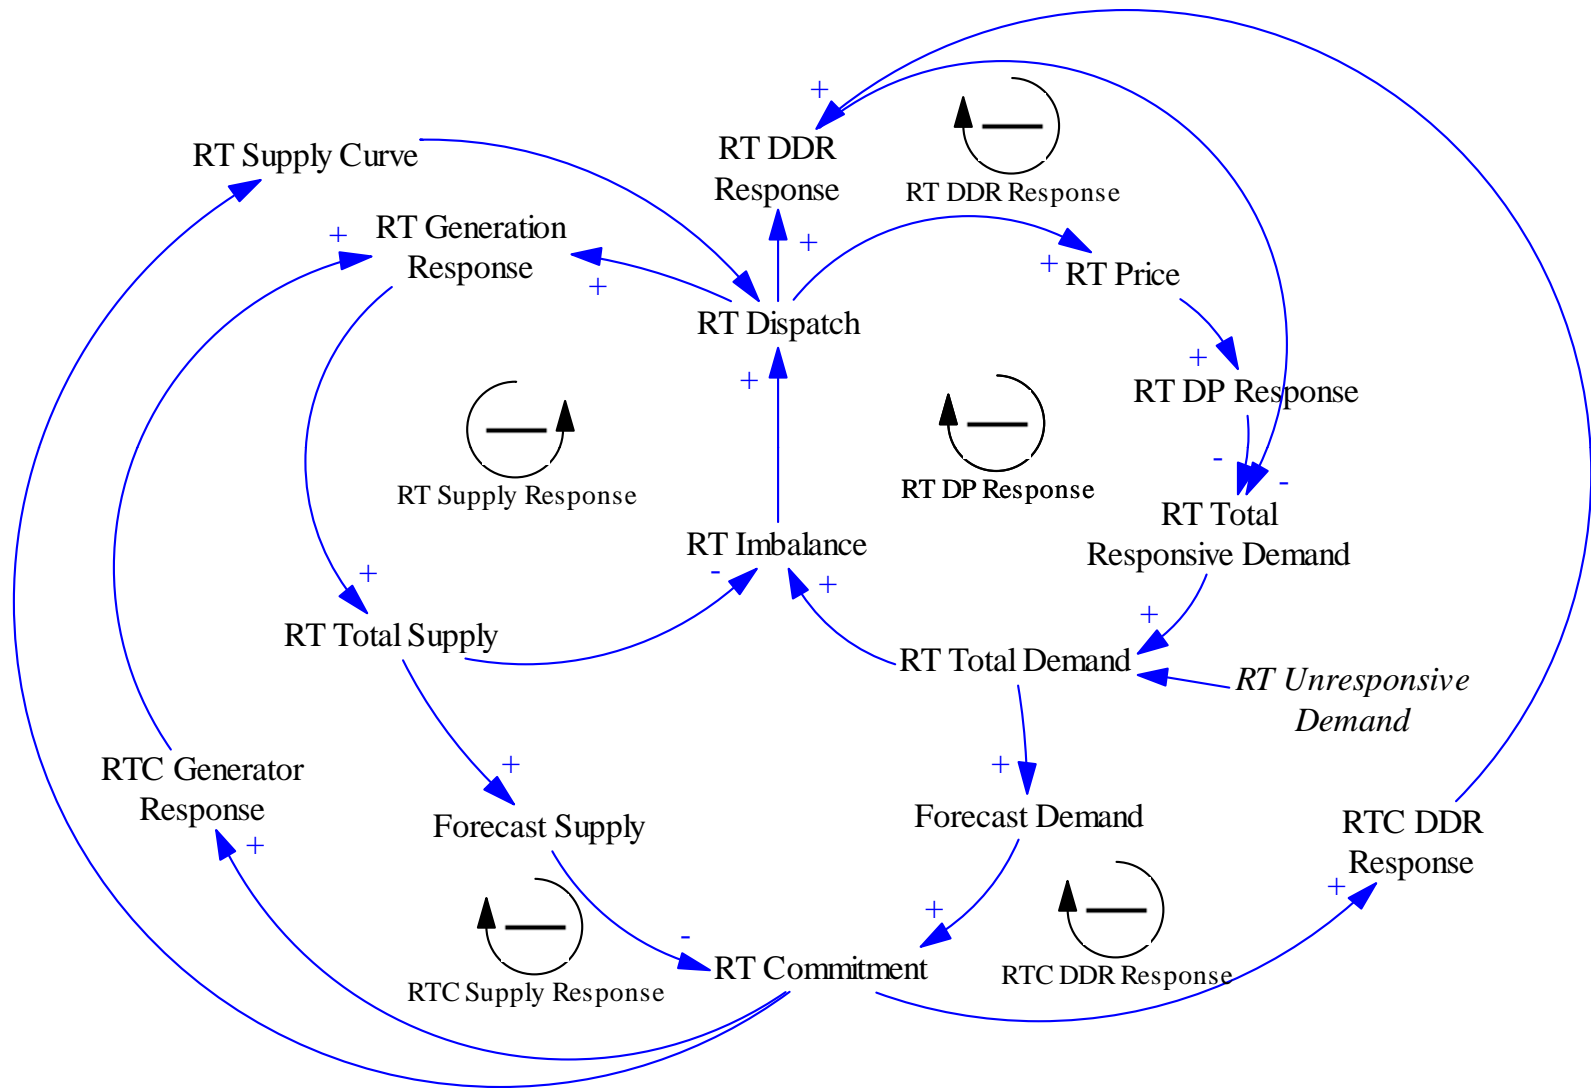 +
RT Supply Curve
RT DDR
Response
RT DDR Response
+
RT Generation
Response
+
+
+
RT Price
RT Dispatch
+
+
RT DP Response
RT Supply Response
RT DP Response
-
-
RT Total
Responsive Demand
RT Imbalance
-
+
+
+
RT Total Supply
RT Total Demand
RT Unresponsive
Demand
RTC Generator
Response
+
+
+
Forecast Supply
Forecast Demand
RTC DDR
Response
+
+
-
RT Commitment
RTC Supply Response
RTC DDR Response